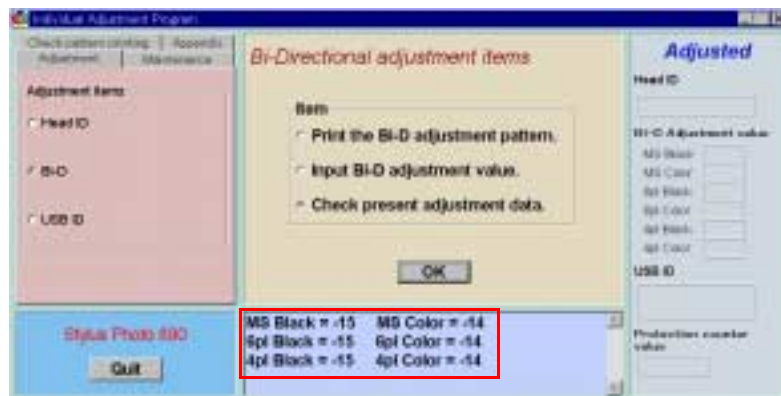 Individual Adjustment Program
Check pattern printing
Appendix
Adjustment
Maintenance
Adjustment items
Head ID
Bi-D
USB ID
Bi-Directional adjustment items
Item
Print the Bi-D adjustment pattern.
Input Bi-D adjustment value.
Check present adjustment data.
OK
Stylus Photo 890
Quit
MS Black = -15 MS Color = -14
6pl Black = -15 6pl Color = -14
4pl Black = -15 4pl Color = -14
Adjusted
Head ID
Bi-D Adjustment value
MS Black
MS Color
6pl Black
6pl Color
4pl Black
4pl Color
USB ID
Protection counter
value